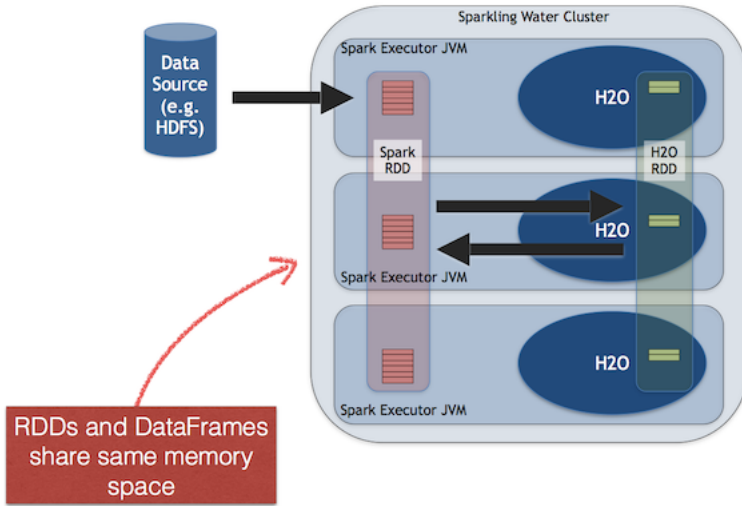 Sparkling Water Cluster
Data
Source
(e.g.
HDFS)
Spark Executor JVM
H2O
Spark
RDD
H2O
RDD
H2O
Spark Executor JVM
H2O
Spark Executor JVM
RDDs and DataFrames
share same memory
space